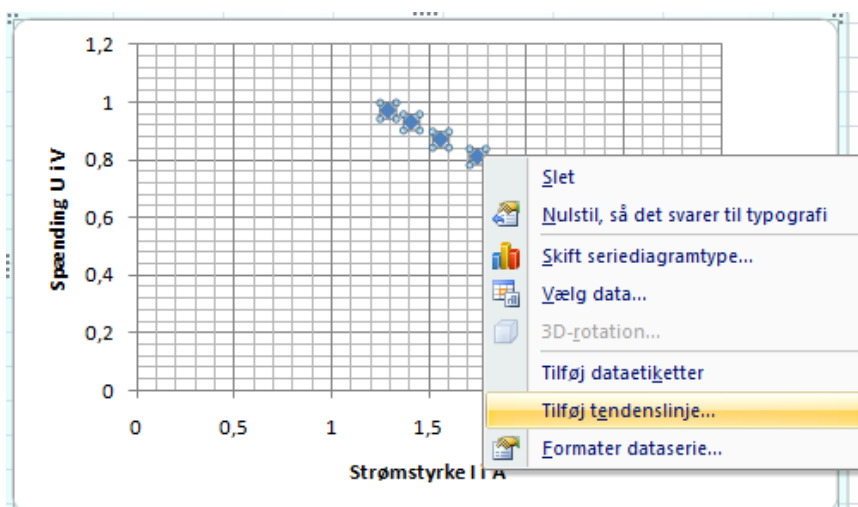 1,2
1
0,8
0,6
0,4
0,2
0
Spænding U i V
0 0,5 1 1,5
Strømstyrke I i A
Slet
Nulstil, så det svarer til typografi
Skift seriediagramtype...
Vælg data...
3D-rotation...
Tilføj dataetiketter
Tilføj tendenslinje...
Formater dataserie...